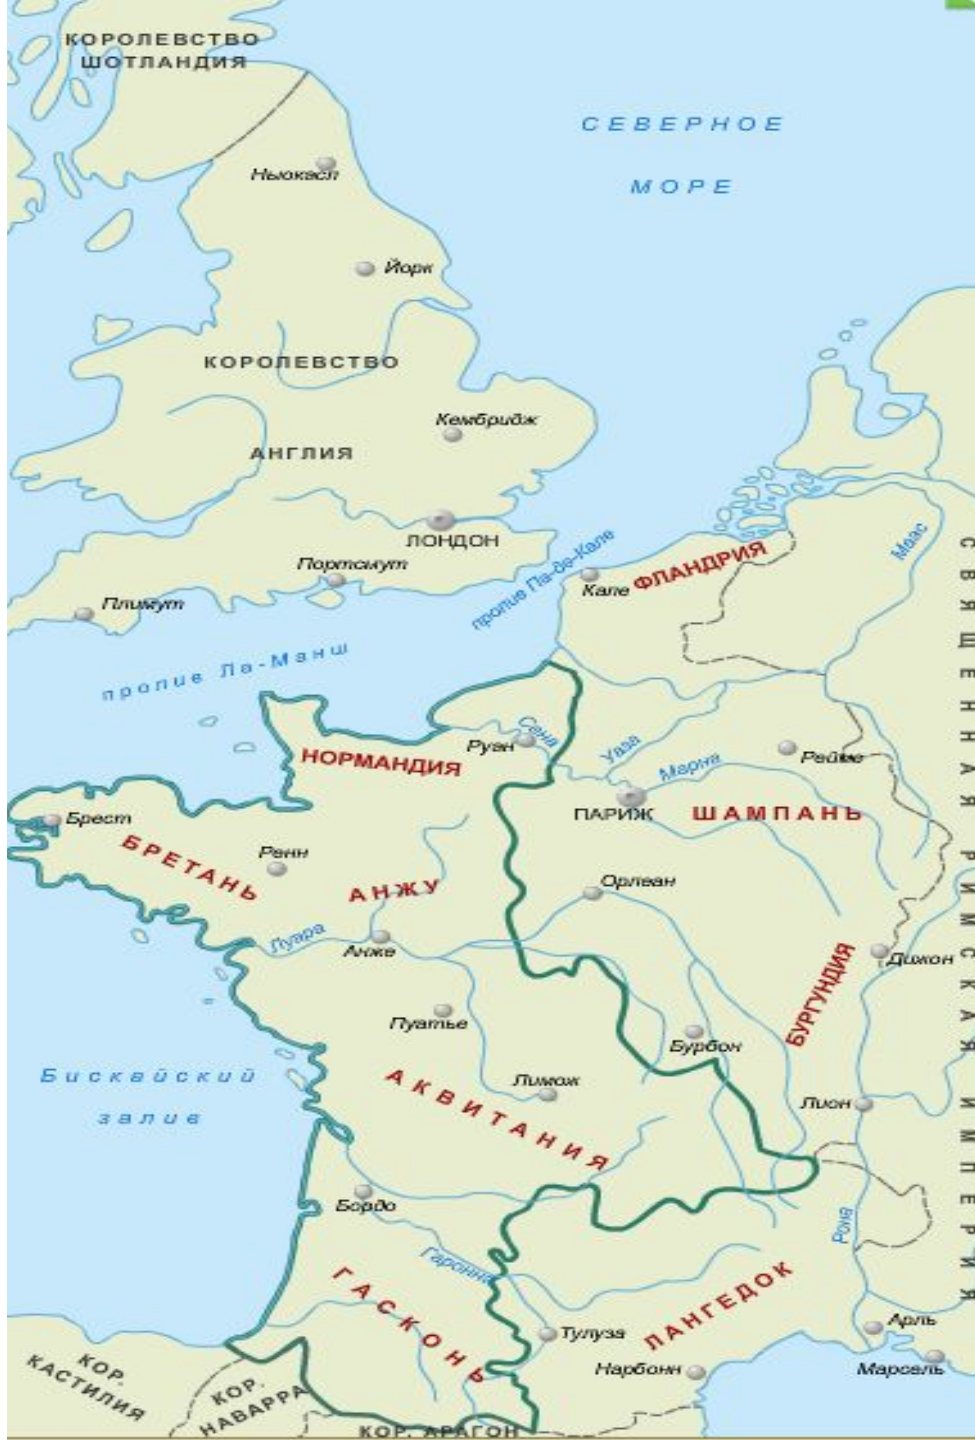 КОРОЛЕВСТВО
ШОТЛАНДИЯ
СЕВЕРНОЕ
МОРЕ
Ньюкасл
Йорк
КОРОЛЕВСТВО
АНГЛИЯ
Кембридж
ЛОНДОН
Портсмут
Плимут
пролив Па-де-Кале
Кале
ФЛАНДРИЯ
Маас
пролив Ла-Манш
СВЯЩЕННАЯ РИМСКАЯ ИМПЕРИЯ
НОРМАНДИЯ
Руан
Сена
Уаза
Марна
Реймс
ПАРИЖ
ШАМПАНЬ
Брест
БРЕТАНЬ
Ренн
АНЖУ
Орлеан
Луара
Анже
Дижон
БУРГУНДИЯ
Пуатье
Бурбон
Бискайский
залив
АКВИТАНИЯ
Лимож
Лион
Бордо
Рона
Гаронна
ГАСКОНЬ
ЛАНГЕДОК
Тулуза
Арль
Нарбонн
Марсель
КОР.
КАСТИЛИЯ
КОР.
НАВАРРА
КОР. АРАГОН